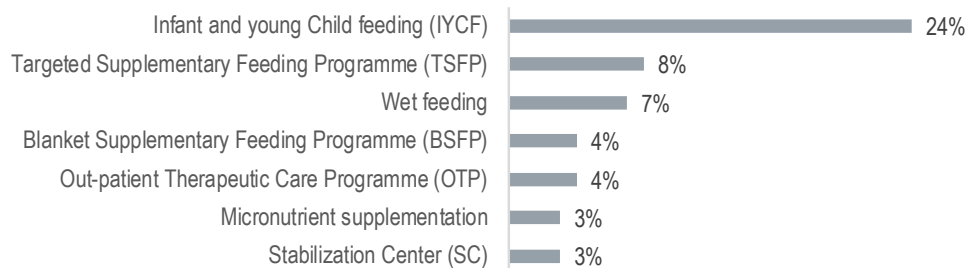 Infant and young Child feeding (IYCF) 24%
Targeted Supplementary Feeding Programme (TSFP) 8%
Wet feeding 7%
Blanket Supplementary Feeding Programme (BSFP) 4%
Out-patient Therapeutic Care Programme (OTP) 4%
Micronutrient supplementation 3%
Stabilization Center (SC) 3%